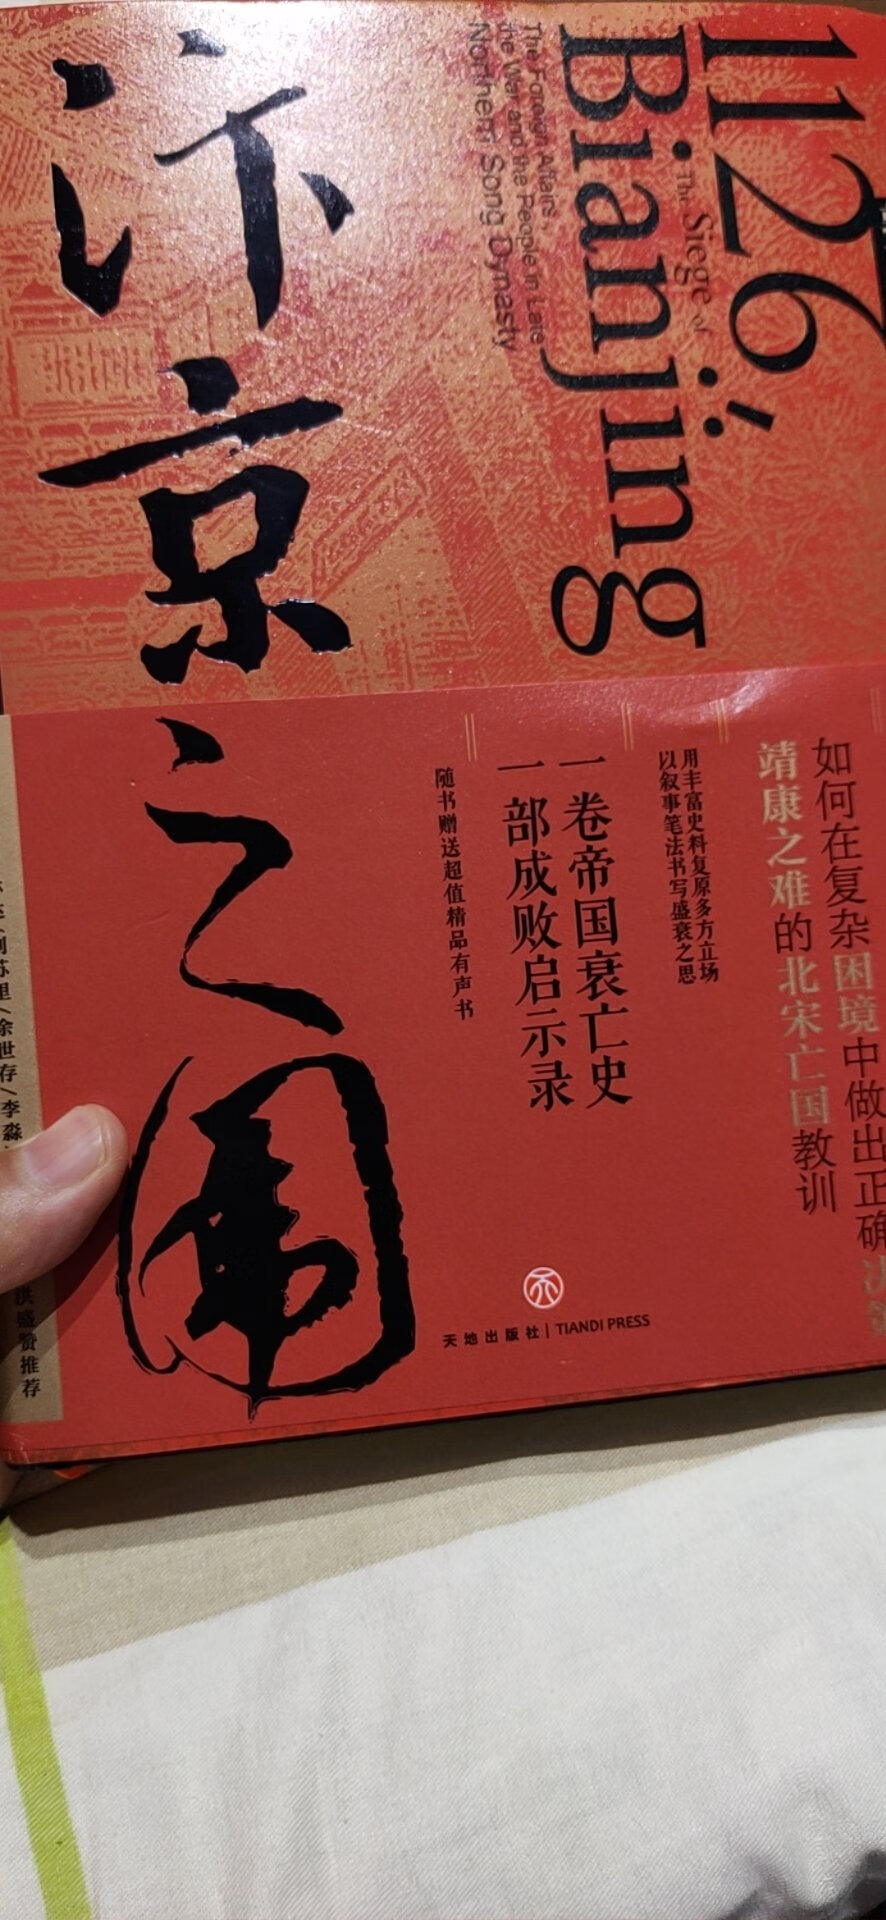 1126:
The Siege of
Bianjing
The Foreign Affairs,
the War and the People in Late
Northern Song Dynasty
汴京之围
如何在复杂困境中做出正确决
靖康之难的北宋亡国教训
用丰富史料复原多方立场
以叙事笔法书写盛衰之思
一卷帝国衰亡史
一部成败启示录
随书赠送超值精品有声书
天地出版社 | TIANDI PRESS
刘苏里/余世存/李淼
洪盛赞推荐